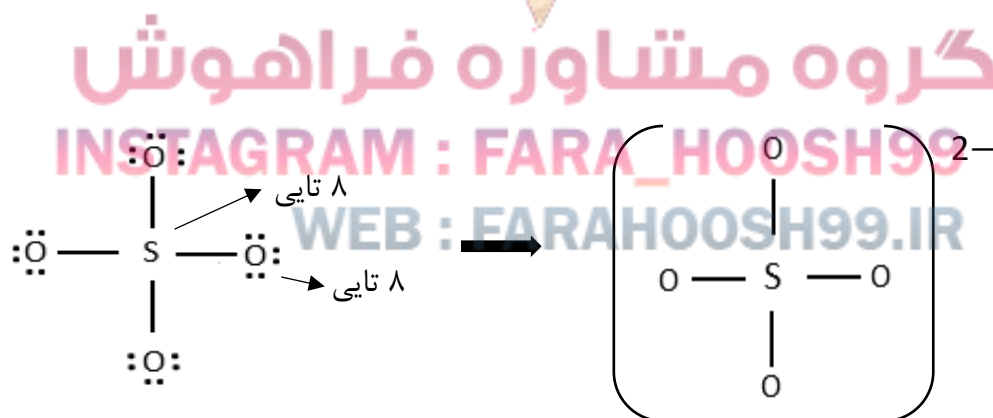 گروه مشاوره فراهوش
INSTAGRAM : FARA_HOOSH99
WEB : FARAHOOSH99.IR
:Ö:
۸ تایی
:O — S — O:
۸ تایی
:O:
2–
O
O — S — O
O